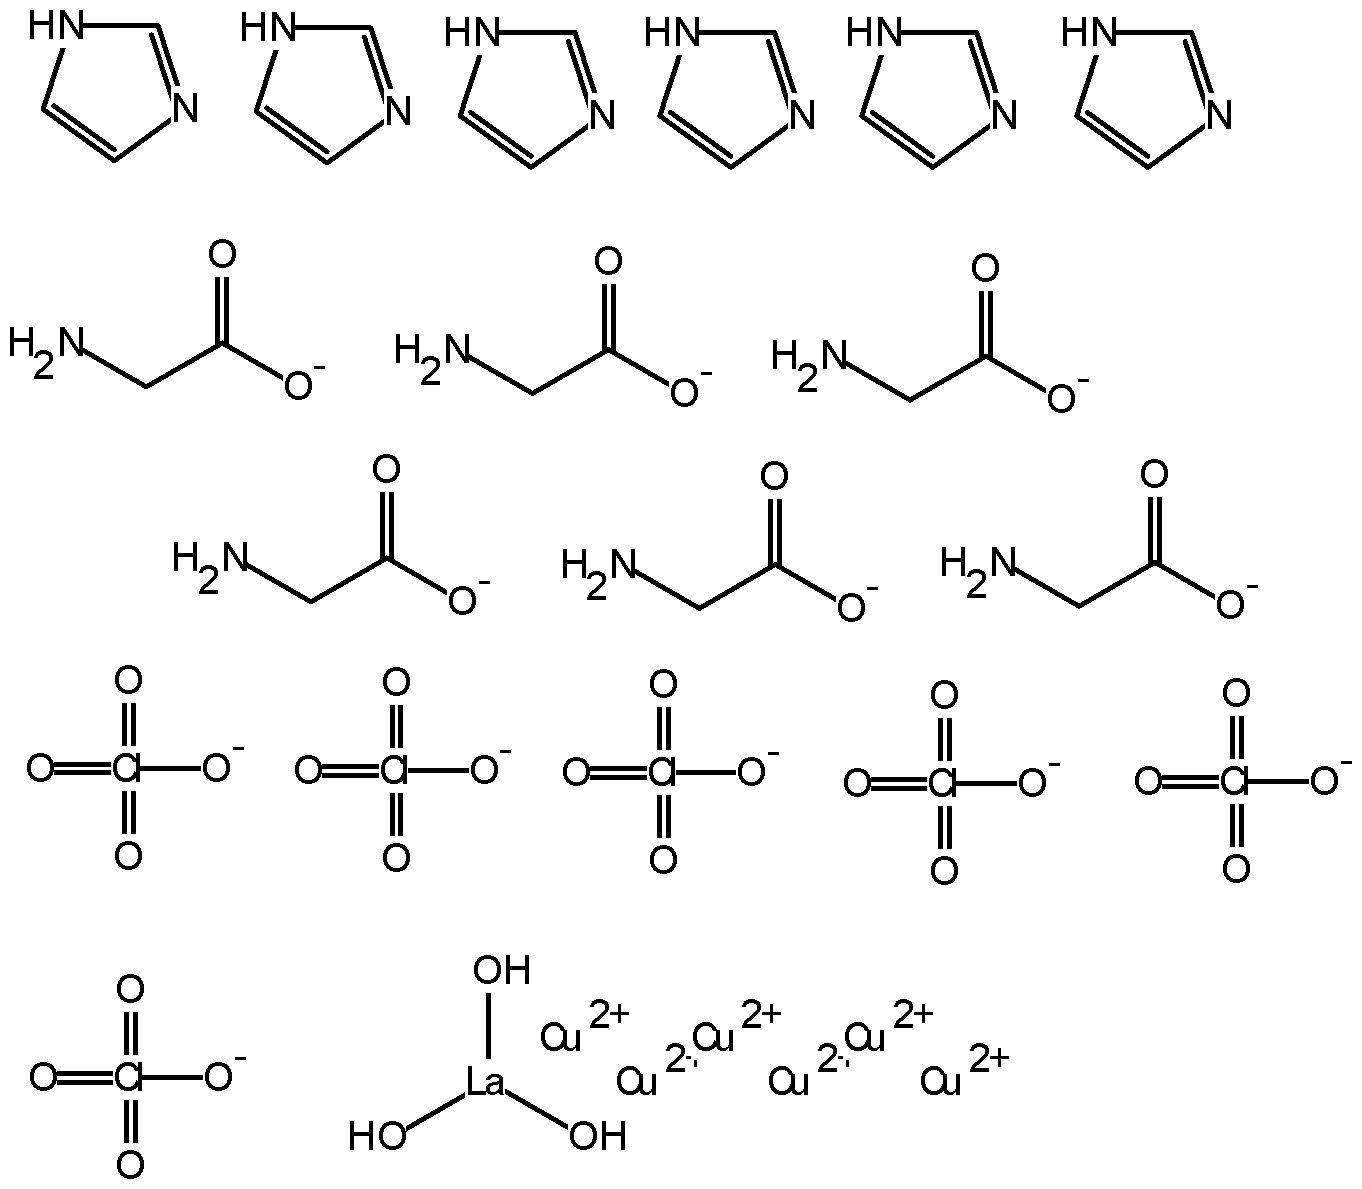 HN HN HN HN HN HN
N N N N N N
O O O
H2N O- H2N O- H2N O-
O O O
H2N O- H2N O- H2N O-
O O O O O
O Cl O- O Cl O- O Cl O- O Cl O- O Cl O-
O O O O O
O OH
Cu 2+ Cu 2+ Cu 2+
O Cl O- La Cu 2+ Cu 2+ Cu 2+
O HO OH